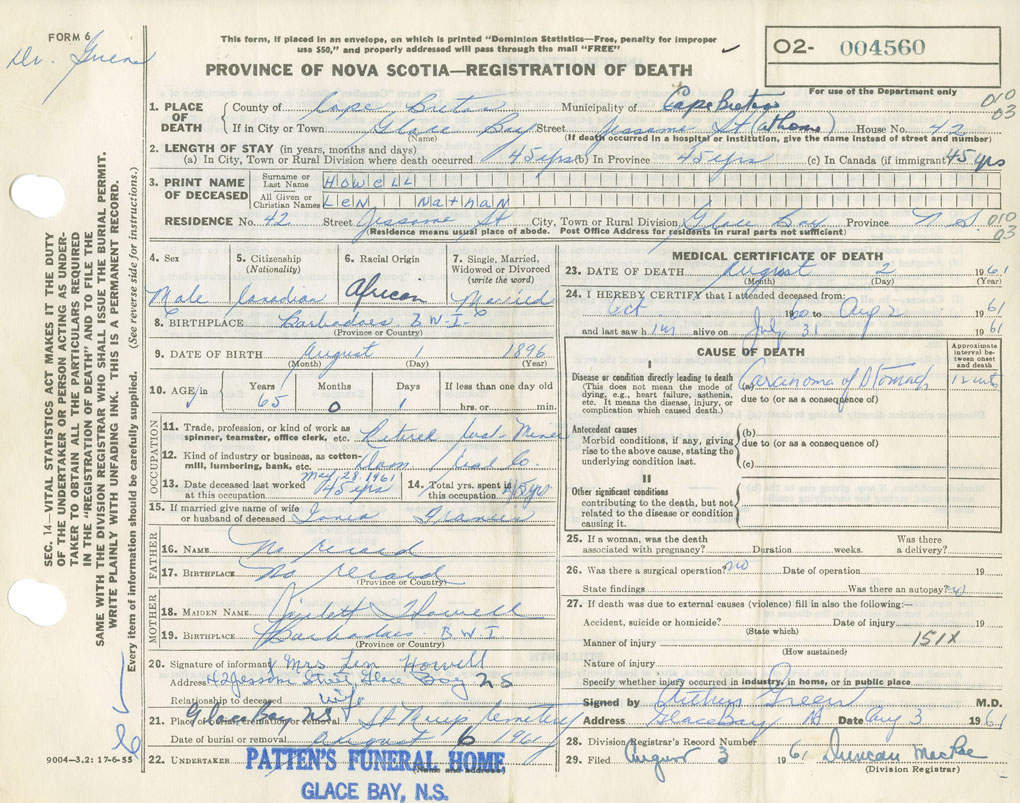 FORM 6
Dr. Green
This form, if placed in an envelope, on which is printed "Dominion Statistics—Free, penalty for improper
use $50," and properly addressed will pass through the mail "FREE"
PROVINCE OF NOVA SCOTIA—REGISTRATION OF DEATH
02- 004560
For use of the Department only
010
03
1. PLACE OF DEATH County of Cape Breton Municipality of Cape Breton
If in City or Town Glace Bay Street Jessome St (at home) House No. 42
(Name) (If death occurred in a hospital or institution, give the name instead of street and number)
2. LENGTH OF STAY (in years, months and days)
(a) In City, Town or Rural Division where death occurred 45 yrs (b) In Province 45 yrs (c) In Canada (if immigrant) 45 yrs
3. PRINT NAME OF DECEASED Surname or Last Name HOWELL
All Given or Christian Names LEN NATHAN
RESIDENCE No. 42 Street Jessome St City, Town or Rural Division Glace Bay Province N S
010
03
(Residence means usual place of abode. Post Office Address for residents in rural parts not sufficient)
4. Sex 5. Citizenship (Nationality) 6. Racial Origin 7. Single, Married, Widowed or Divorced (write the word)
Male Canadian African Married
8. BIRTHPLACE Barbadoes B.W.I.
(Province or Country)
9. DATE OF BIRTH August 1 1896
(Month) (Day) (Year)
10. AGE Years Months Days If less than one day old
65 0 1 hrs. or min.
OCCUPATION
11. Trade, profession, or kind of work as spinner, teamster, office clerk, etc. Retired Coal-Miner
12. Kind of industry or business, as cotton-mill, lumbering, bank, etc. Dom Coal Co.
13. Date deceased last worked at this occupation 1961 45 yrs 14. Total yrs. spent in this occupation 45 yrs
15. If married give name of wife or husband of deceased
FATHER
16. NAME No record
17. BIRTHPLACE No record
(Province or Country)
MOTHER
18. MAIDEN NAME Howell
19. BIRTHPLACE Barbadoes B.W.I
(Province or Country)
20. Signature of informant Mrs Len Howell
Address 42 Jessome Street Glace Bay N S
Relationship to deceased Wife
21. Place of burial, cremation or removal Glace Bay Cemetery
Date of burial or removal August 6 1961
22. UNDERTAKER PATTEN'S FUNERAL HOME
(Name and address)
GLACE BAY, N.S.
9004—3.2: 17-6-55
SEC. 14—VITAL STATISTICS ACT MAKES IT THE DUTY
OF THE UNDERTAKER OR PERSON ACTING AS UNDER-
TAKER TO OBTAIN ALL THE PARTICULARS REQUIRED
IN THE "REGISTRATION OF DEATH" AND TO FILE THE
SAME WITH THE DIVISION REGISTRAR WHO SHALL ISSUE THE BURIAL PERMIT.
WRITE PLAINLY WITH UNFADING INK. THIS IS A PERMANENT RECORD.
Every item of information should be carefully supplied. (See reverse side for instructions.)
MEDICAL CERTIFICATE OF DEATH
23. DATE OF DEATH August 2 1961
(Month) (Day) (Year)
24. I HEREBY CERTIFY that I attended deceased from:
Oct 1960 to Aug 2 1961
and last saw him alive on July 31 1961
CAUSE OF DEATH
Approximate interval between onset and death
I
Disease or condition directly leading to death (a) Carcinoma of Stomach
(This does not mean the mode of dying, e.g., heart failure, asthenia, etc. It means the disease, injury, or complication which caused death.)
due to (or as a consequence of)
Antecedent causes
Morbid conditions, if any, giving rise to the above cause, stating the underlying condition last.
(b)
due to (or as a consequence of)
(c)
II
Other significant conditions
contributing to the death, but not related to the disease or condition causing it.
25. If a woman, was the death associated with pregnancy? Duration weeks. Was there a delivery?
26. Was there a surgical operation? no Date of operation 19
State findings Was there an autopsy? no
27. If death was due to external causes (violence) fill in also the following:—
Accident, suicide or homicide? Date of injury 19
(State which)
Manner of injury 151X
(How sustained)
Nature of injury
Specify whether injury occurred in industry, in home, or in public place
Signed by Arthur Green M.D.
Address Glace Bay NS Date Aug 3 1961
28. Division Registrar's Record Number
29. Filed August 3 1961 Duncan MacRae
(Division Registrar)